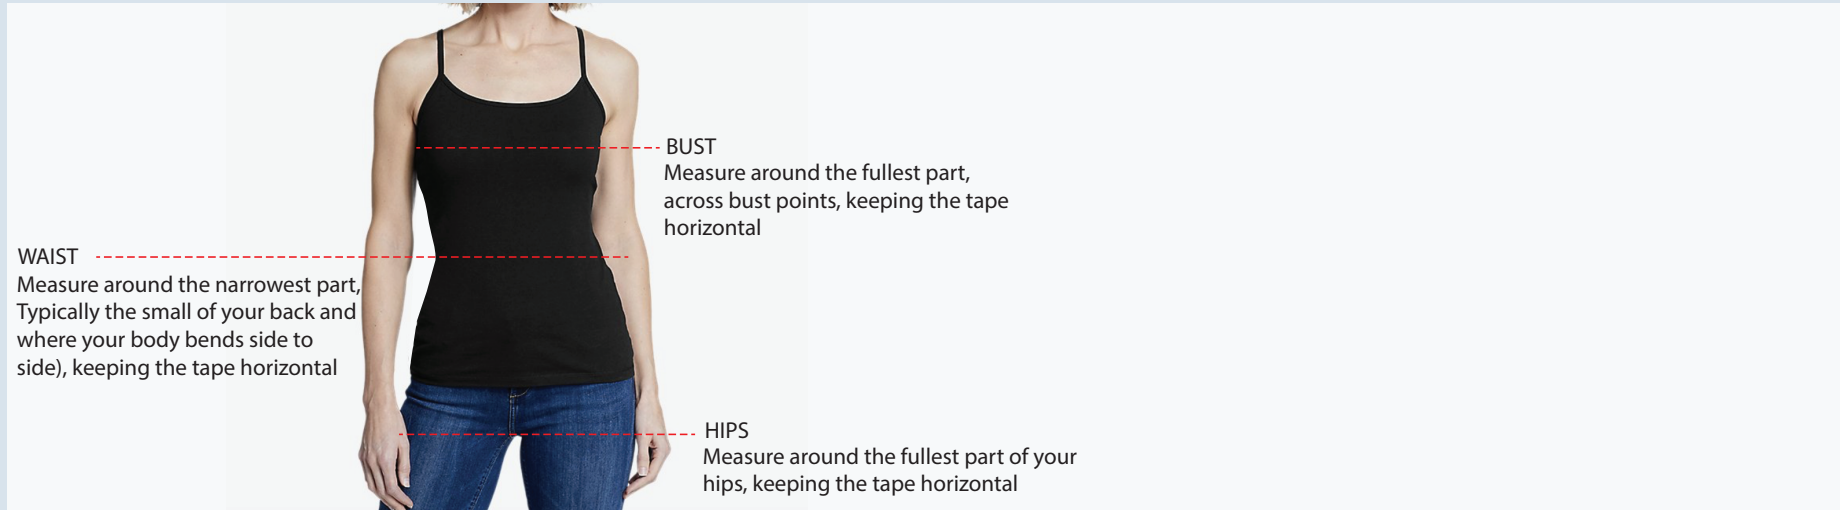 BUST
Measure around the fullest part,
across bust points, keeping the tape
horizontal
WAIST
Measure around the narrowest part,
Typically the small of your back and
where your body bends side to
side), keeping the tape horizontal
HIPS
Measure around the fullest part of your
hips, keeping the tape horizontal